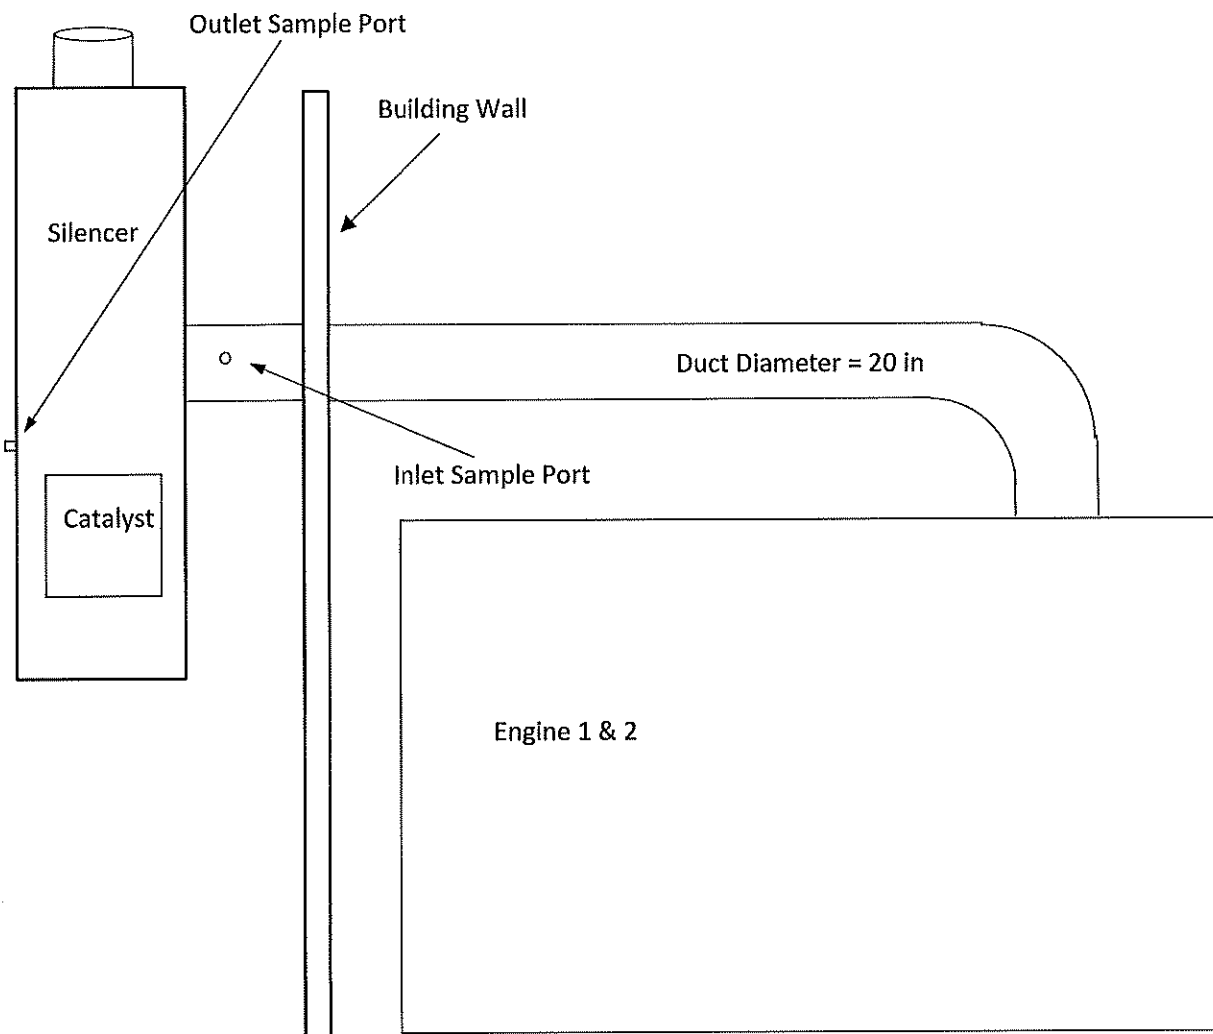 Outlet Sample Port
Building Wall
Silencer
Duct Diameter = 20 in
Inlet Sample Port
Catalyst
Engine 1 & 2